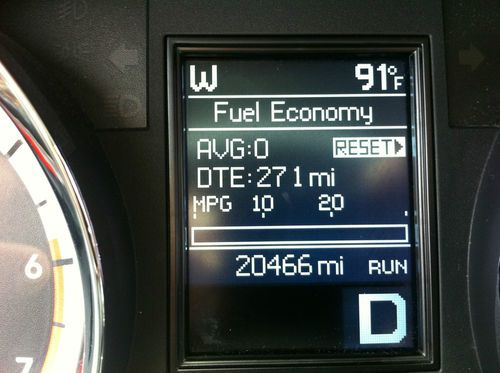 W 91°F
Fuel Economy
AVG:0 RESET
DTE:271 mi
MPG 10 20
20466 mi RUN
D
6
7